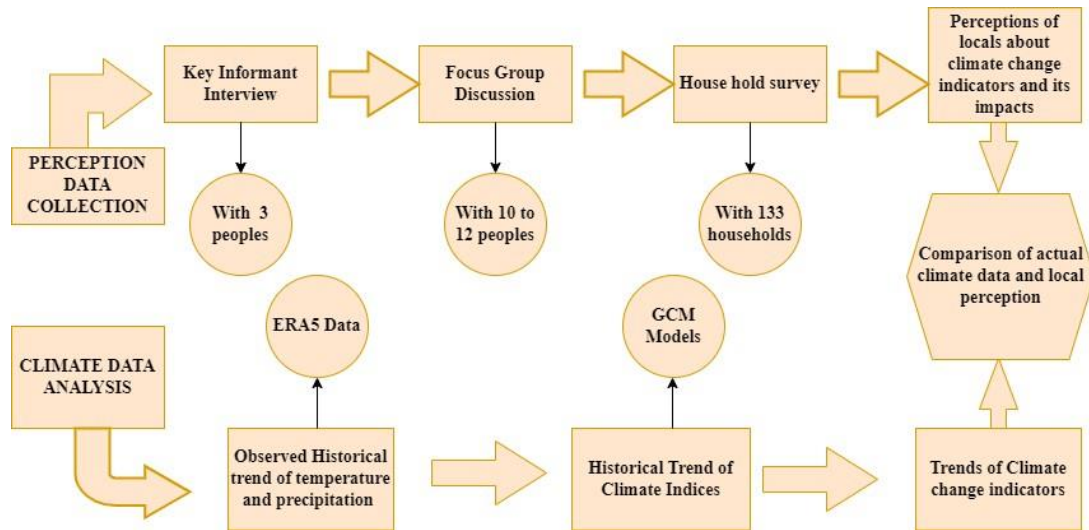 Key Informant
Interview
Focus Group
Discussion
House hold survey
Perceptions of
locals about
climate change
indicators and its
impacts
PERCEPTION
DATA
COLLECTION
With 3
peoples
With 10 to
12 peoples
With 133
households
Comparison of actual
climate data and local
perception
ERA5 Data
GCM
Models
CLIMATE DATA
ANALYSIS
Observed Historical
trend of temperature
and precipitation
Historical Trend of
Climate Indices
Trends of Climate
change indicators